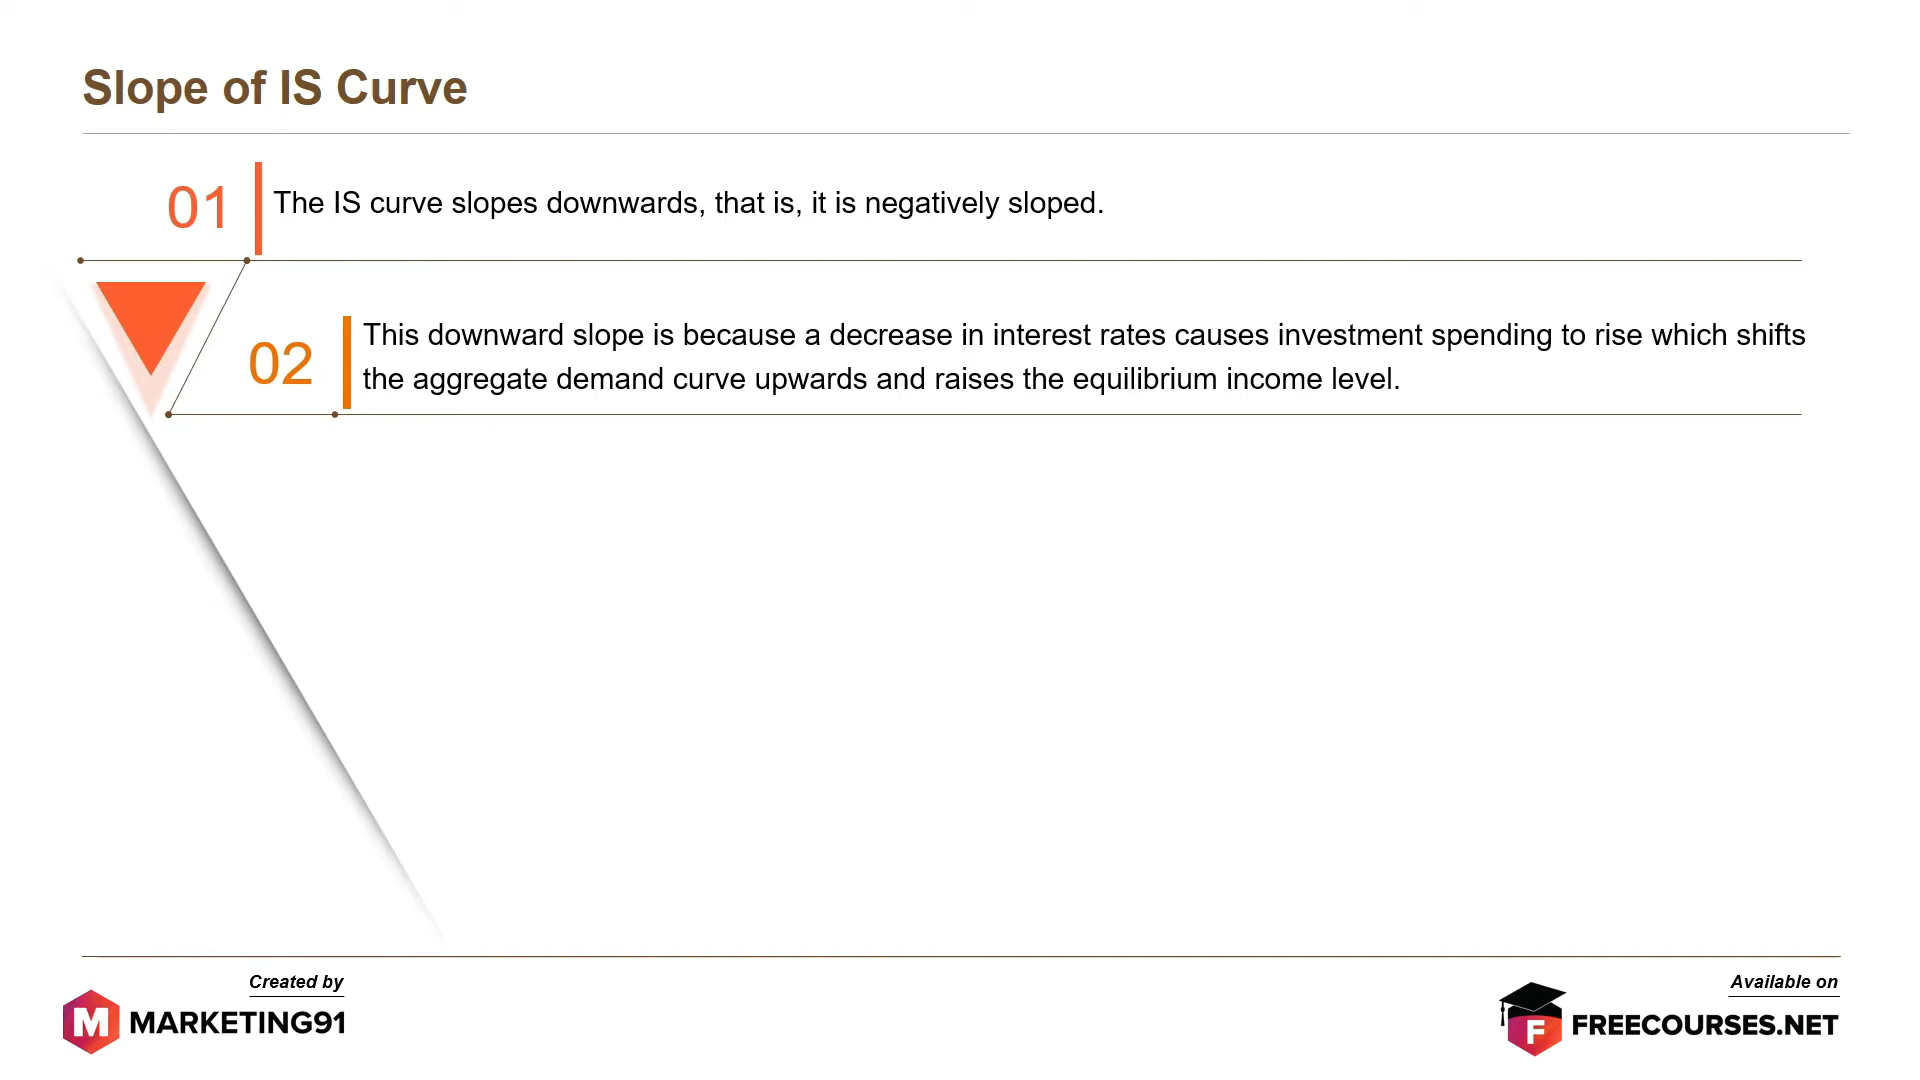 Slope of IS Curve
01
The IS curve slopes downwards, that is, it is negatively sloped.
02
This downward slope is because a decrease in interest rates causes investment spending to rise which shifts
the aggregate demand curve upwards and raises the equilibrium income level.
Created by
M MARKETING91
Available on
F FREECOURSES.NET